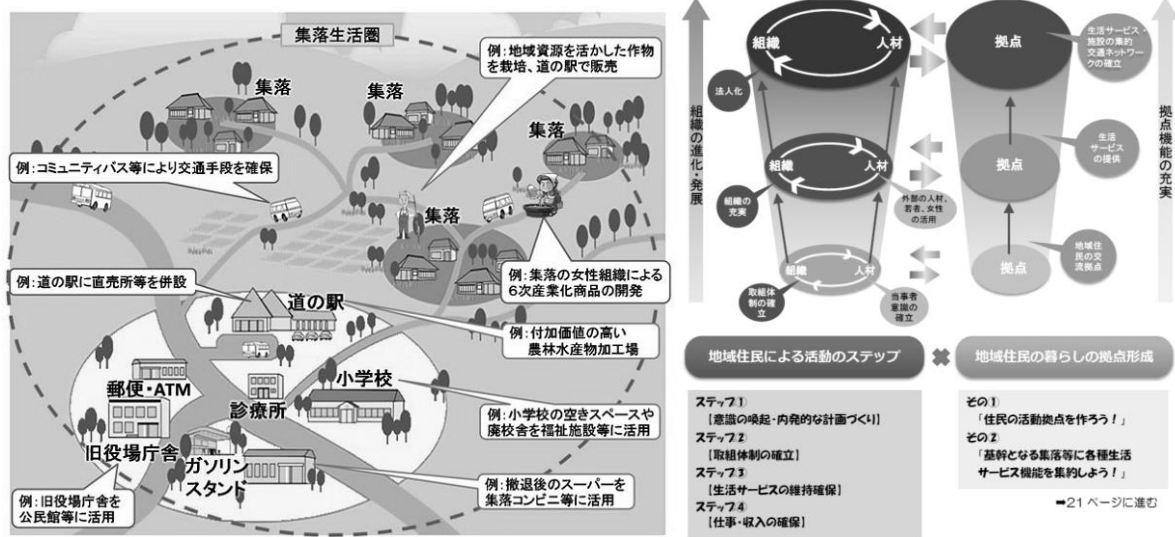 集落生活圏
例：地域資源を活かした作物
を栽培、道の駅で販売
集落
集落
集落
例：コミュニティバス等により交通手段を確保
集落
例：道の駅に直売所等を併設
例：集落の女性組織による
6次産業化商品の開発
道の駅
例：付加価値の高い
農林水産物加工場
郵便・ATM
診療所
小学校
例：小学校の空きスペースや
廃校舎を福祉施設等に活用
旧役場庁舎
ガソリン
スタンド
例：旧役場庁舎を
公民館等に活用
例：撤退後のスーパーを
集落コンビニ等に活用
組織の進化・発展
組織
人材
法人化
組織
人材
組織の
充実
外部の人材、
若者、女性
の活用
組織
人材
取組体
制の確
立
当事者
意識の
確立
拠点
生活サービス・
施設の集約
交通ネットワー
クの確立
拠点
生活
サービス
の提供
拠点
地域住
民の交
流拠点
拠点機能の充実
地域住民による活動のステップ
×
地域住民の暮らしの拠点形成
ステップ①
【意識の喚起・内発的な計画づくり】
ステップ②
【取組体制の確立】
ステップ③
【生活サービスの維持確保】
ステップ④
【仕事・収入の確保】
その①
「住民の活動拠点を作ろう！」
その②
「基幹となる集落等に各種生活
サービス機能を集約しよう！」
➡21 ページに進む